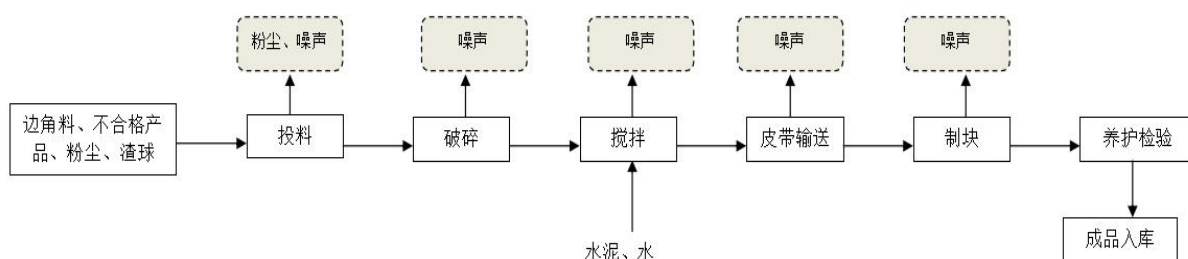 粉尘、噪声
噪声
噪声
噪声
噪声
边角料、不合格产
品、粉尘、渣球
投料
破碎
搅拌
皮带输送
制块
养护检验
水泥、水
成品入库